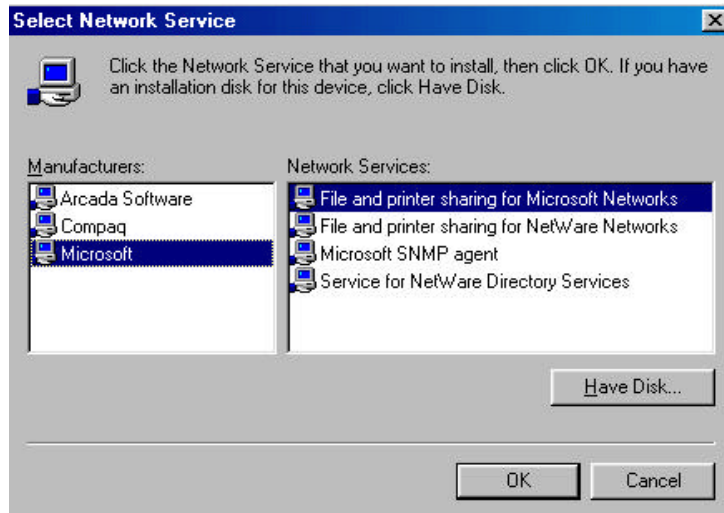 Select Network Service
Click the Network Service that you want to install, then click OK. If you have
an installation disk for this device, click Have Disk.
Manufacturers:
Arcada Software
Compaq
Microsoft
Network Services:
File and printer sharing for Microsoft Networks
File and printer sharing for NetWare Networks
Microsoft SNMP agent
Service for NetWare Directory Services
Have Disk...
OK
Cancel